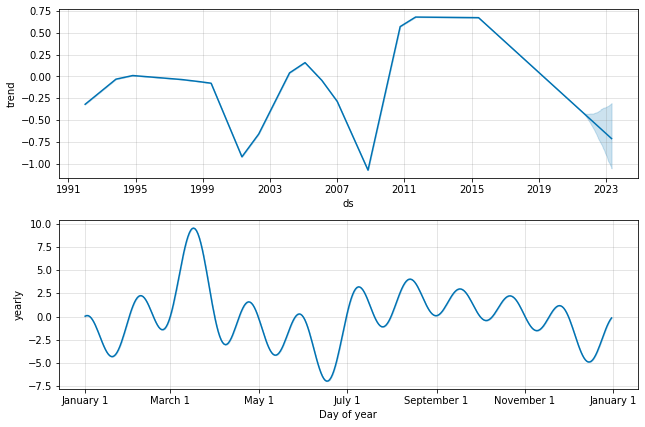 0.75
0.50
0.25
0.00
−0.25
−0.50
−0.75
−1.00
trend
1991 1995 1999 2003 2007 2011 2015 2019 2023
ds
10.0
7.5
5.0
2.5
0.0
−2.5
−5.0
−7.5
yearly
January 1 March 1 May 1 July 1 September 1 November 1 January 1
Day of year